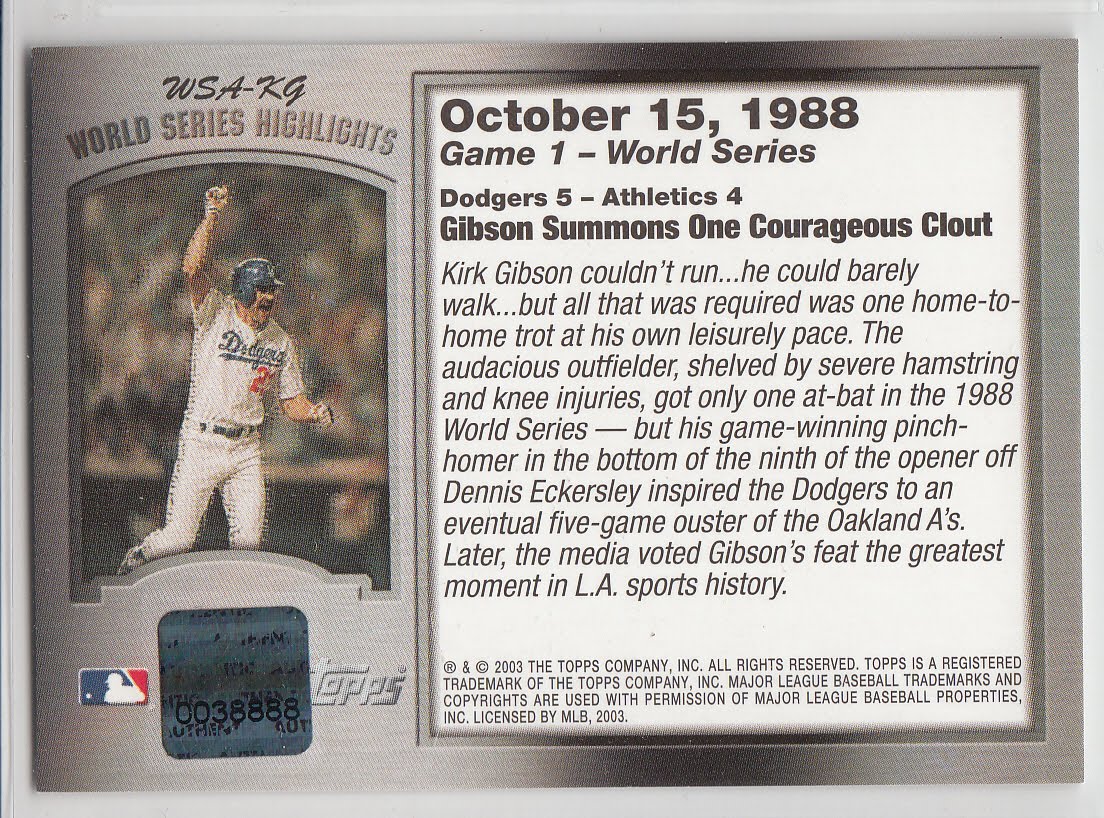 WSA-KG
WORLD SERIES HIGHLIGHTS
Dodgers
2
Topps
0038888
October 15, 1988
Game 1 – World Series
Dodgers 5 – Athletics 4
Gibson Summons One Courageous Clout
Kirk Gibson couldn't run...he could barely
walk...but all that was required was one home-to-
home trot at his own leisurely pace. The
audacious outfielder, shelved by severe hamstring
and knee injuries, got only one at-bat in the 1988
World Series — but his game-winning pinch-
homer in the bottom of the ninth of the opener off
Dennis Eckersley inspired the Dodgers to an
eventual five-game ouster of the Oakland A's.
Later, the media voted Gibson's feat the greatest
moment in L.A. sports history.
® & © 2003 THE TOPPS COMPANY, INC. ALL RIGHTS RESERVED. TOPPS IS A REGISTERED
TRADEMARK OF THE TOPPS COMPANY, INC. MAJOR LEAGUE BASEBALL TRADEMARKS AND
COPYRIGHTS ARE USED WITH PERMISSION OF MAJOR LEAGUE BASEBALL PROPERTIES,
INC. LICENSED BY MLB, 2003.